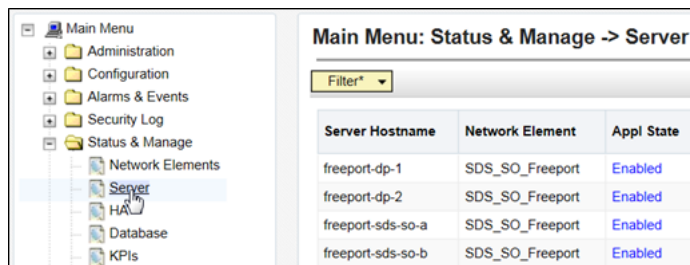 Main Menu
Administration
Configuration
Alarms & Events
Security Log
Status & Manage
Network Elements
Server
HA
Database
KPIs
Main Menu: Status & Manage -> Server
Filter*
Server Hostname Network Element Appl State
freeport-dp-1 SDS_SO_Freeport Enabled
freeport-dp-2 SDS_SO_Freeport Enabled
freeport-sds-so-a SDS_SO_Freeport Enabled
freeport-sds-so-b SDS_SO_Freeport Enabled